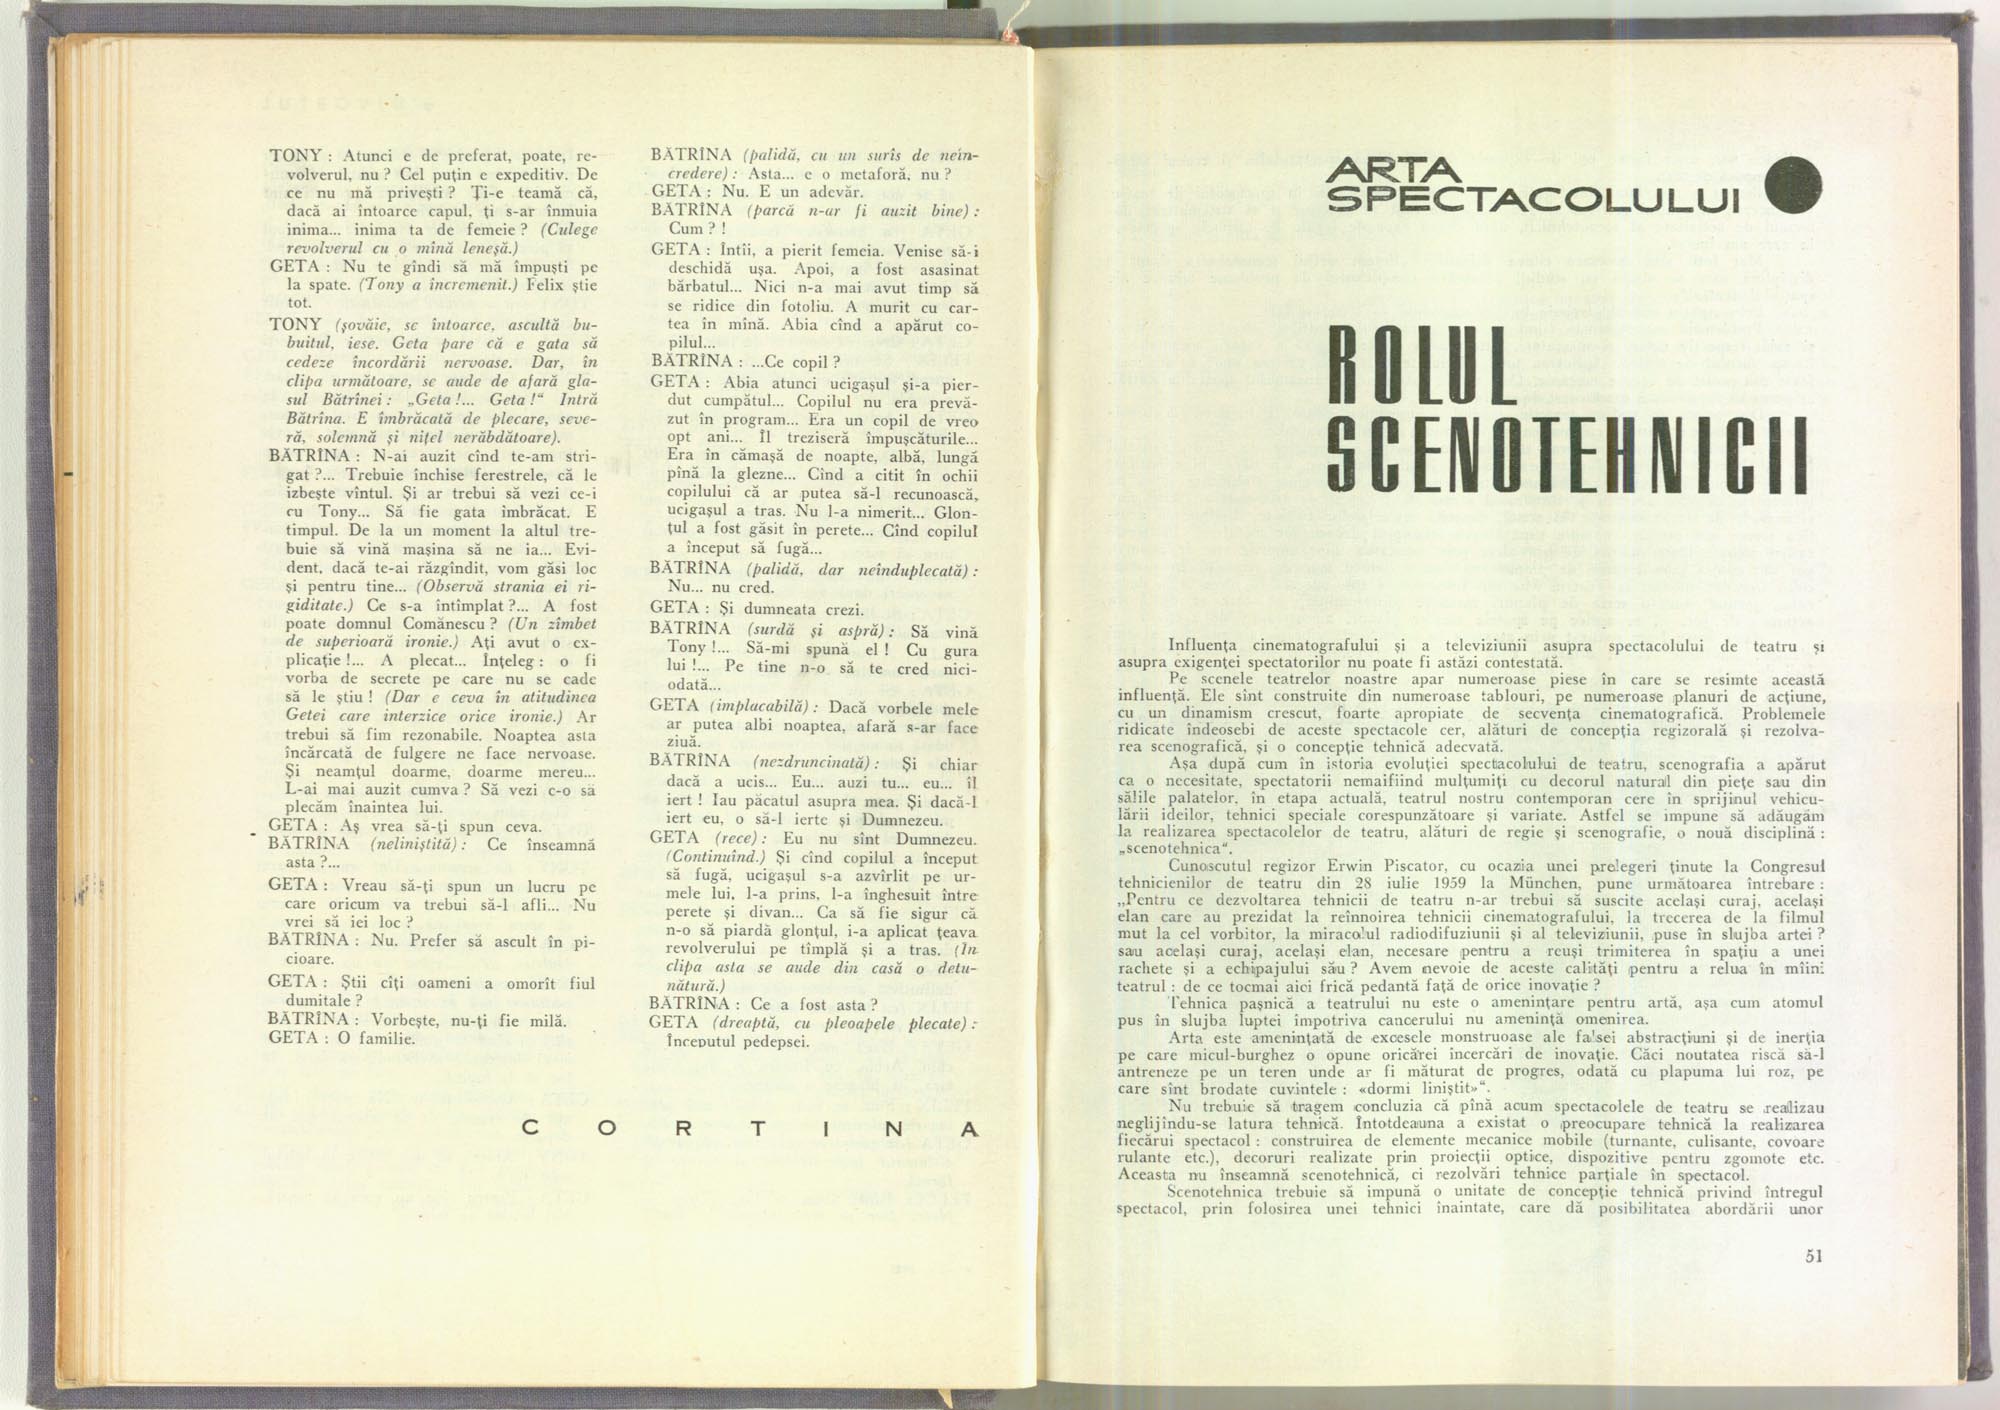 TONY : Atunci e de preferat, poate, re-
volverul, nu ? Cel puțin e expeditiv. De
ce nu mă privești ? Ți-e teamă că,
dacă ai întoarce capul, ți s-ar înmuia
inima... inima ta de femeie ? (Culege
revolverul cu o mînă leneșă.)
GETA : Nu te gîndi să mă împuști pe
la spate. (Tony a încremenit.) Felix știe
tot.
TONY (șovăie, se întoarce, ascultă bu-
buitul, iese. Geta pare că e gata să
cedeze încordării nervoase. Dar, în
clipa următoare, se aude de afară gla-
sul Bătrînei : „Geta !... Geta !“ Intră
Bătrîna. E îmbrăcată de plecare, seve-
ră, solemnă și nițel nerăbdătoare).
BĂTRÎNA : N-ai auzit cînd te-am stri-
gat ?... Trebuie închise ferestrele, că le
izbește vîntul. Și ar trebui să vezi ce-i
cu Tony... Să fie gata îmbrăcat. E
timpul. De la un moment la altul tre-
buie să vină mașina să ne ia... Evi-
dent, dacă te-ai răzgîndit, vom găsi loc
și pentru tine... (Observă strania ei ri-
giditate.) Ce s-a întîmplat ?... A fost
poate domnul Comănescu ? (Un zîmbet
de superioară ironie.) Ați avut o ex-
plicație !... A plecat... Înțeleg : o fi
vorba de secrete pe care nu se cade
să le știu ! (Dar e ceva în atitudinea
Getei care interzice orice ironie.) Ar
trebui să fim rezonabile. Noaptea asta
încărcată de fulgere ne face nervoase.
Și neamțul doarme, doarme mereu...
L-ai mai auzit cumva ? Să vezi c-o să
plecăm înaintea lui.
GETA : Aș vrea să-ți spun ceva.
BĂTRÎNA (neliniștită) : Ce înseamnă
asta ?...
GETA : Vreau să-ți spun un lucru pe
care oricum va trebui să-l afli... Nu
vrei să iei loc ?
BĂTRÎNA : Nu. Prefer să ascult în pi-
cioare.
GETA : Știi cîți oameni a omorît fiul
dumitale ?
BĂTRÎNA : Vorbește, nu-ți fie milă.
GETA : O familie.
BĂTRÎNA (palidă, cu un surîs de neîn-
credere) : Asta... e o metaforă, nu ?
GETA : Nu. E un adevăr.
BĂTRÎNA (parcă n-ar fi auzit bine) :
Cum ? !
GETA : Întîi, a pierit femeia. Venise să-i
deschidă ușa. Apoi, a fost asasinat
bărbatul... Nici n-a mai avut timp să
se ridice din fotoliu. A murit cu car-
tea în mînă. Abia cînd a apărut co-
pilul...
BĂTRÎNA : ...Ce copil ?
GETA : Abia atunci ucigașul și-a pier-
dut cumpătul... Copilul nu era prevă-
zut în program... Era un copil de vreo
opt ani... Îl treziseră împușcăturile...
Era în cămașă de noapte, albă, lungă
pînă la glezne... Cînd a citit în ochii
copilului că ar putea să-l recunoască,
ucigașul a tras. Nu l-a nimerit... Glon-
țul a fost găsit în perete... Cînd copilul
a început să fugă...
BĂTRÎNA (palidă, dar neînduplecată) :
Nu... nu cred.
GETA : Și dumneata crezi.
BĂTRÎNA (surdă și aspră) : Să vină
Tony !... Să-mi spună el ! Cu gura
lui !... Pe tine n-o să te cred nici-
odată...
GETA (implacabilă) : Dacă vorbele mele
ar putea albi noaptea, afară s-ar face
ziuă.
BĂTRÎNA (nezdruncinată) : Și chiar
dacă a ucis... Eu... auzi tu... eu... îl
iert ! Iau păcatul asupra mea. Și dacă-l
iert eu, o să-l ierte și Dumnezeu.
GETA (rece) : Eu nu sînt Dumnezeu.
(Continuînd.) Și cînd copilul a început
să fugă, ucigașul s-a azvîrlit pe ur-
mele lui, l-a prins, l-a înghesuit între
perete și divan... Ca să fie sigur că
n-o să piardă glonțul, i-a aplicat țeava
revolverului pe tîmplă și a tras. (În
clipa asta se aude din casă o detu-
nătură.)
BĂTRÎNA : Ce a fost asta ?
GETA (dreaptă, cu pleoapele plecate) :
Începutul pedepsei.
C O R T I N A
ARTA
SPECTACOLULUI
ROLUL
SCENOTEHNICII
Influența cinematografului și a televiziunii asupra spectacolului de teatru și
asupra exigenței spectatorilor nu poate fi astăzi contestată.
Pe scenele teatrelor noastre apar numeroase piese în care se resimte această
influență. Ele sînt construite din numeroase tablouri, pe numeroase planuri de acțiune,
cu un dinamism crescut, foarte apropiate de secvența cinematografică. Problemele
ridicate îndeosebi de aceste spectacole cer, alături de concepția regizorală și rezolva-
rea scenografică, și o concepție tehnică adecvată.
Așa după cum în istoria evoluției spectacolului de teatru, scenografia a apărut
ca o necesitate, spectatorii nemaifiind mulțumiți cu decorul natural din piețe sau din
sălile palatelor, în etapa actuală, teatrul nostru contemporan cere în sprijinul vehicu-
lării ideilor, tehnici speciale corespunzătoare și variate. Astfel se impune să adăugăm
la realizarea spectacolelor de teatru, alături de regie și scenografie, o nouă disciplină :
„scenotehnica“.
Cunoscutul regizor Erwin Piscator, cu ocazia unei prelegeri ținute la Congresul
tehnicienilor de teatru din 28 iulie 1959 la München, pune următoarea întrebare :
„Pentru ce dezvoltarea tehnicii de teatru n-ar trebui să suscite același curaj, același
elan care au prezidat la reînnoirea tehnicii cinematografului, la trecerea de la filmul
mut la cel vorbitor, la miracolul radiodifuziunii și al televiziunii, puse în slujba artei ?
sau același curaj, același elan, necesare pentru a reuși trimiterea în spațiu a unei
rachete și a echipajului său ? Avem nevoie de aceste calități pentru a relua în mîini
teatrul : de ce tocmai aici frică pedantă față de orice inovație ?
Tehnica pașnică a teatrului nu este o amenințare pentru artă, așa cum atomul
pus în slujba luptei împotriva cancerului nu amenință omenirea.
Arta este amenințată de excesele monstruoase ale falsei abstracțiuni și de inerția
pe care micul-burghez o opune oricărei încercări de inovație. Căci noutatea riscă să-l
antreneze pe un teren unde ar fi măturat de progres, odată cu plapuma lui roz, pe
care sînt brodate cuvintele : «dormi liniștit»“.
Nu trebuie să tragem concluzia că pînă acum spectacolele de teatru se realizau
neglijîndu-se latura tehnică. Întotdeauna a existat o preocupare tehnică la realizarea
fiecărui spectacol : construirea de elemente mecanice mobile (turnante, culisante, covoare
rulante etc.), decoruri realizate prin proiecții optice, dispozitive pentru zgomote etc.
Aceasta nu înseamnă scenotehnică, ci rezolvări tehnice parțiale în spectacol.
Scenotehnica trebuie să impună o unitate de concepție tehnică privind întregul
spectacol, prin folosirea unei tehnici înaintate, care dă posibilitatea abordării unor
51